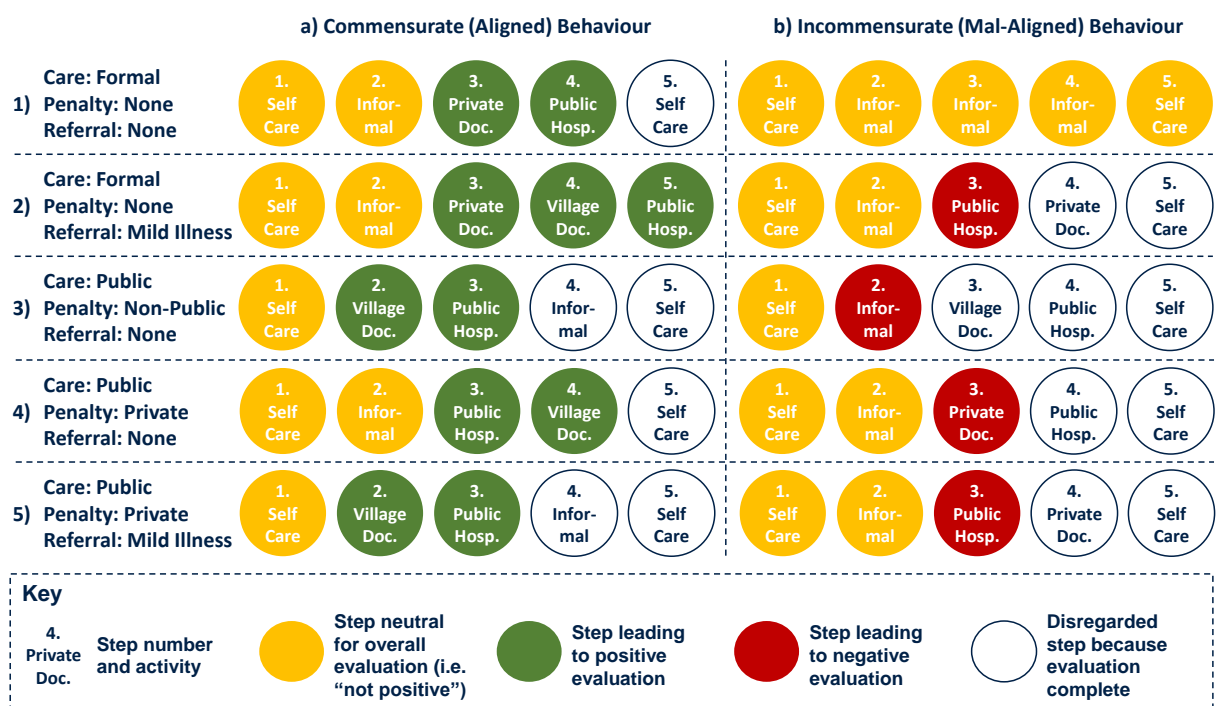 a) Commensurate (Aligned) Behaviour
b) Incommensurate (Mal-Aligned) Behaviour
1)
Care: Formal
Penalty: None
Referral: None
1.
Self
Care
2.
Infor-
mal
3.
Private
Doc.
4.
Public
Hosp.
5.
Self
Care
1.
Self
Care
2.
Infor-
mal
3.
Infor-
mal
4.
Infor-
mal
5.
Self
Care
2)
Care: Formal
Penalty: None
Referral: Mild Illness
1.
Self
Care
2.
Infor-
mal
3.
Private
Doc.
4.
Village
Doc.
5.
Public
Hosp.
1.
Self
Care
2.
Infor-
mal
3.
Public
Hosp.
4.
Private
Doc.
5.
Self
Care
3)
Care: Public
Penalty: Non-Public
Referral: None
1.
Self
Care
2.
Village
Doc.
3.
Public
Hosp.
4.
Infor-
mal
5.
Self
Care
1.
Self
Care
2.
Infor-
mal
3.
Village
Doc.
4.
Public
Hosp.
5.
Self
Care
4)
Care: Public
Penalty: Private
Referral: None
1.
Self
Care
2.
Infor-
mal
3.
Public
Hosp.
4.
Village
Doc.
5.
Self
Care
1.
Self
Care
2.
Infor-
mal
3.
Private
Doc.
4.
Public
Hosp.
5.
Self
Care
5)
Care: Public
Penalty: Private
Referral: Mild Illness
1.
Self
Care
2.
Village
Doc.
3.
Public
Hosp.
4.
Infor-
mal
5.
Self
Care
1.
Self
Care
2.
Infor-
mal
3.
Public
Hosp.
4.
Private
Doc.
5.
Self
Care
Key
4.
Private
Doc.
Step number
and activity
Step neutral
for overall
evaluation (i.e.
“not positive”)
Step leading
to positive
evaluation
Step leading
to negative
evaluation
Disregarded
step because
evaluation
complete